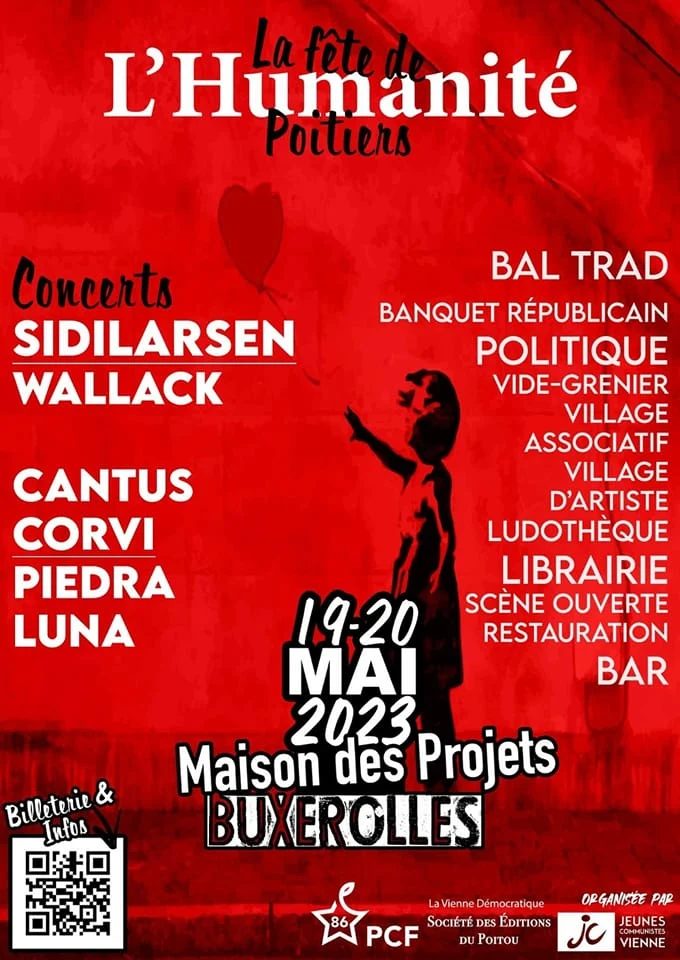 La fête de
L'Humanité
Poitiers
Concerts
SIDILARSEN
WALLACK
CANTUS
CORVI
PIEDRA
LUNA
BAL TRAD
BANQUET RÉPUBLICAIN
POLITIQUE
VIDE-GRENIER
VILLAGE
ASSOCIATIF
VILLAGE
D'ARTISTE
LUDOTHÈQUE
LIBRAIRIE
SCÈNE OUVERTE
RESTAURATION
BAR
19-20
MAI
2023
Maison des Projets
BUXEROLLES
Billeterie &
Infos
86
PCF
La Vienne Démocratique
SOCIÉTÉ DES ÉDITIONS
DU POITOU
ORGANISÉE PAR
jc
JEUNES
COMMUNISTES
VIENNE